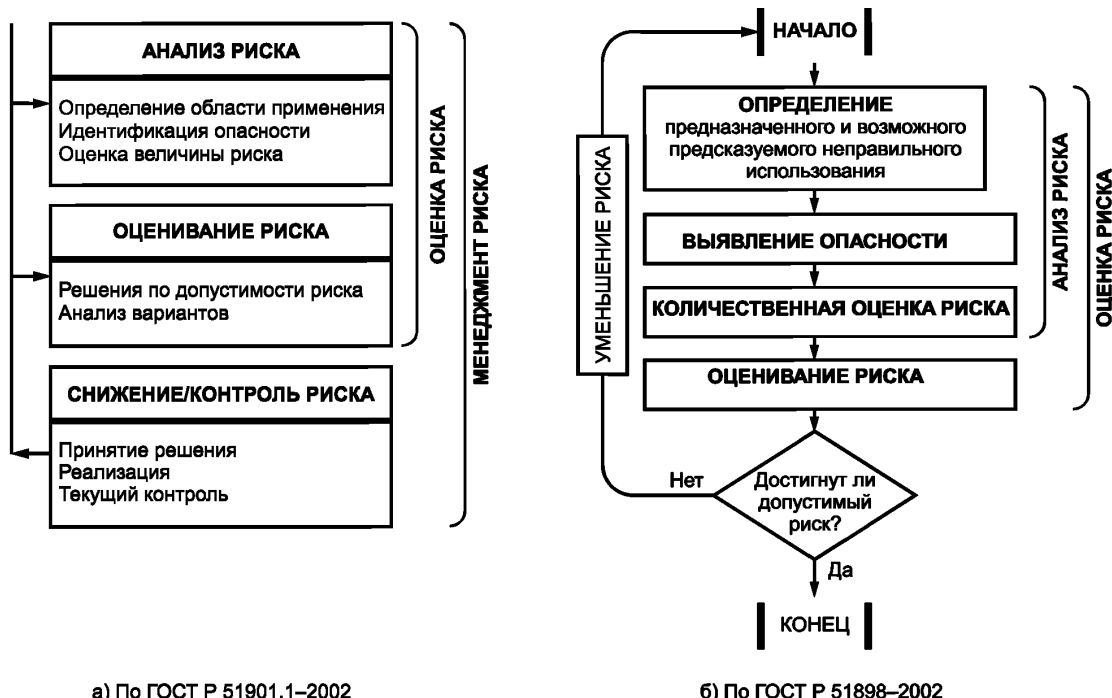 АНАЛИЗ РИСКА
Определение области применения
Идентификация опасности
Оценка величины риска
ОЦЕНИВАНИЕ РИСКА
Решения по допустимости риска
Анализ вариантов
СНИЖЕНИЕ/КОНТРОЛЬ РИСКА
Принятие решения
Реализация
Текущий контроль
ОЦЕНКА РИСКА
МЕНЕДЖМЕНТ РИСКА
а) По ГОСТ Р 51901.1–2002
НАЧАЛО
ОПРЕДЕЛЕНИЕ
предназначенного и возможного
предсказуемого неправильного
использования
ВЫЯВЛЕНИЕ ОПАСНОСТИ
КОЛИЧЕСТВЕННАЯ ОЦЕНКА РИСКА
ОЦЕНИВАНИЕ РИСКА
Достигнут ли
допустимый
риск?
Нет
Да
КОНЕЦ
УМЕНЬШЕНИЕ РИСКА
АНАЛИЗ РИСКА
ОЦЕНКА РИСКА
б) По ГОСТ Р 51898–2002